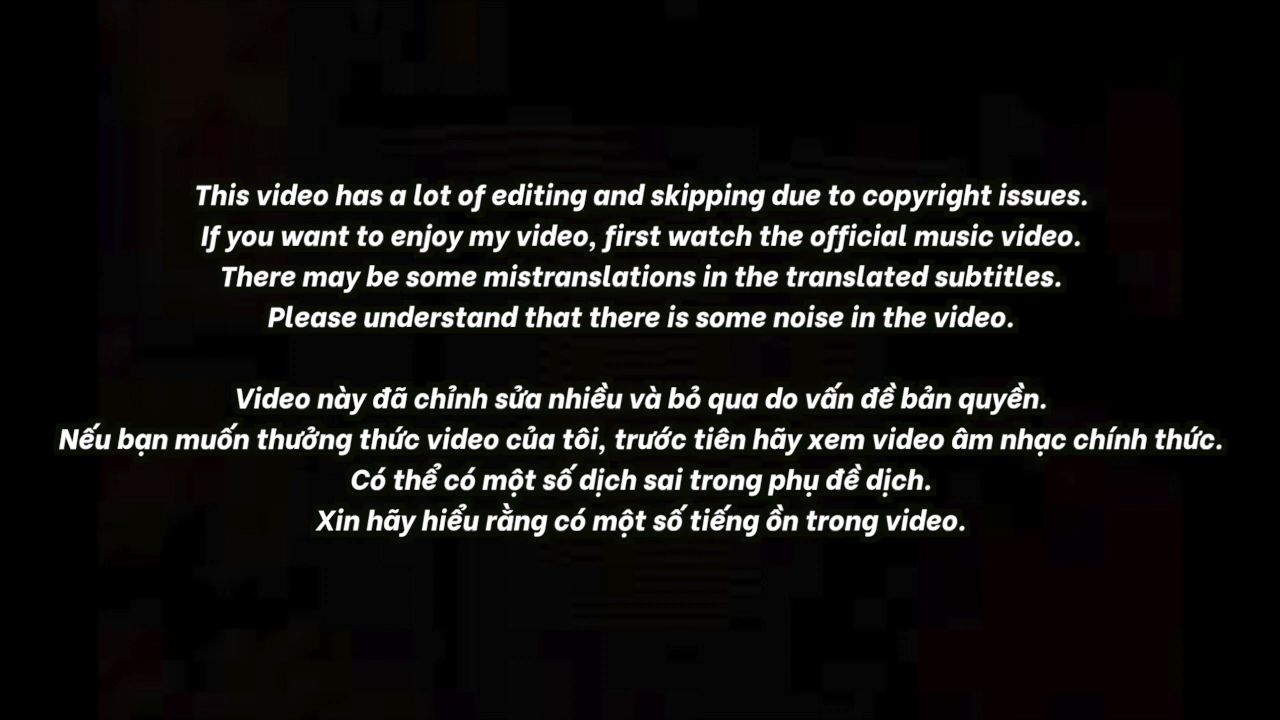 This video has a lot of editing and skipping due to copyright issues.
If you want to enjoy my video, first watch the official music video.
There may be some mistranslations in the translated subtitles.
Please understand that there is some noise in the video.
Video này đã chỉnh sửa nhiều và bỏ qua do vấn đề bản quyền.
Nếu bạn muốn thưởng thức video của tôi, trước tiên hãy xem video âm nhạc chính thức.
Có thể có một số dịch sai trong phụ đề dịch.
Xin hãy hiểu rằng có một số tiếng ồn trong video.